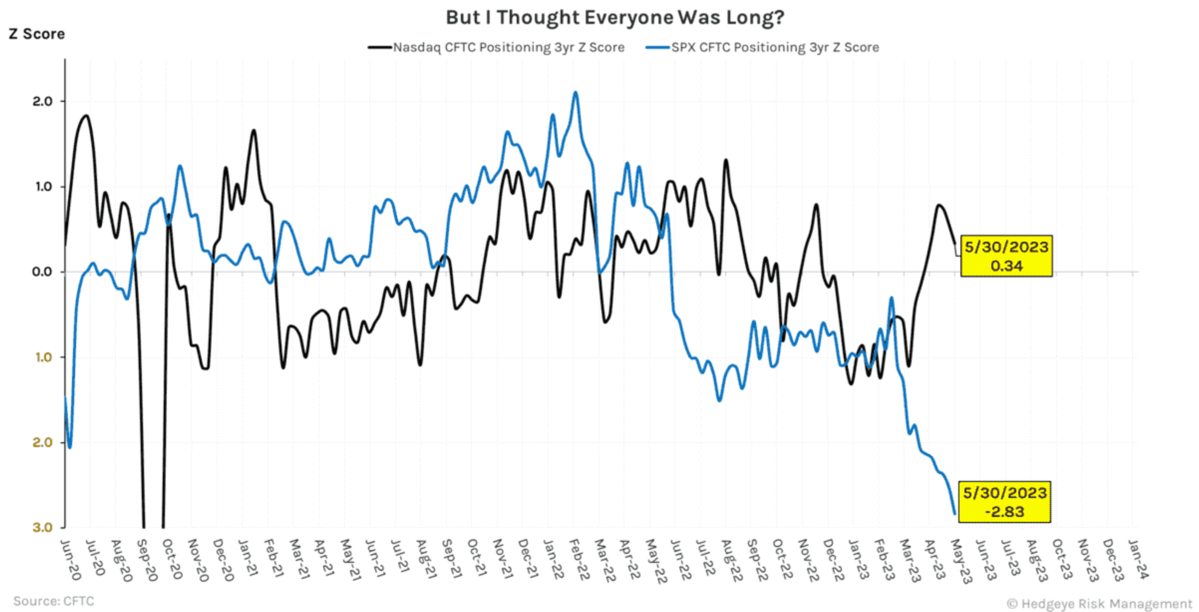 But I Thought Everyone Was Long?
Z Score
Nasdaq CFTC Positioning 3yr Z Score
SPX CFTC Positioning 3yr Z Score
2.0
1.0
0.0
1.0
2.0
3.0
5/30/2023
0.34
5/30/2023
-2.83
Jun-20
Jul-20
Aug-20
Sep-20
Oct-20
Nov-20
Dec-20
Jan-21
Feb-21
Mar-21
Apr-21
May-21
Jun-21
Jul-21
Aug-21
Sep-21
Oct-21
Nov-21
Dec-21
Jan-22
Feb-22
Mar-22
Apr-22
May-22
Jun-22
Jul-22
Aug-22
Sep-22
Oct-22
Nov-22
Dec-22
Jan-23
Feb-23
Mar-23
Apr-23
May-23
Jun-23
Jul-23
Aug-23
Sep-23
Oct-23
Nov-23
Dec-23
Jan-24
Source: CFTC
© Hedgeye Risk Management